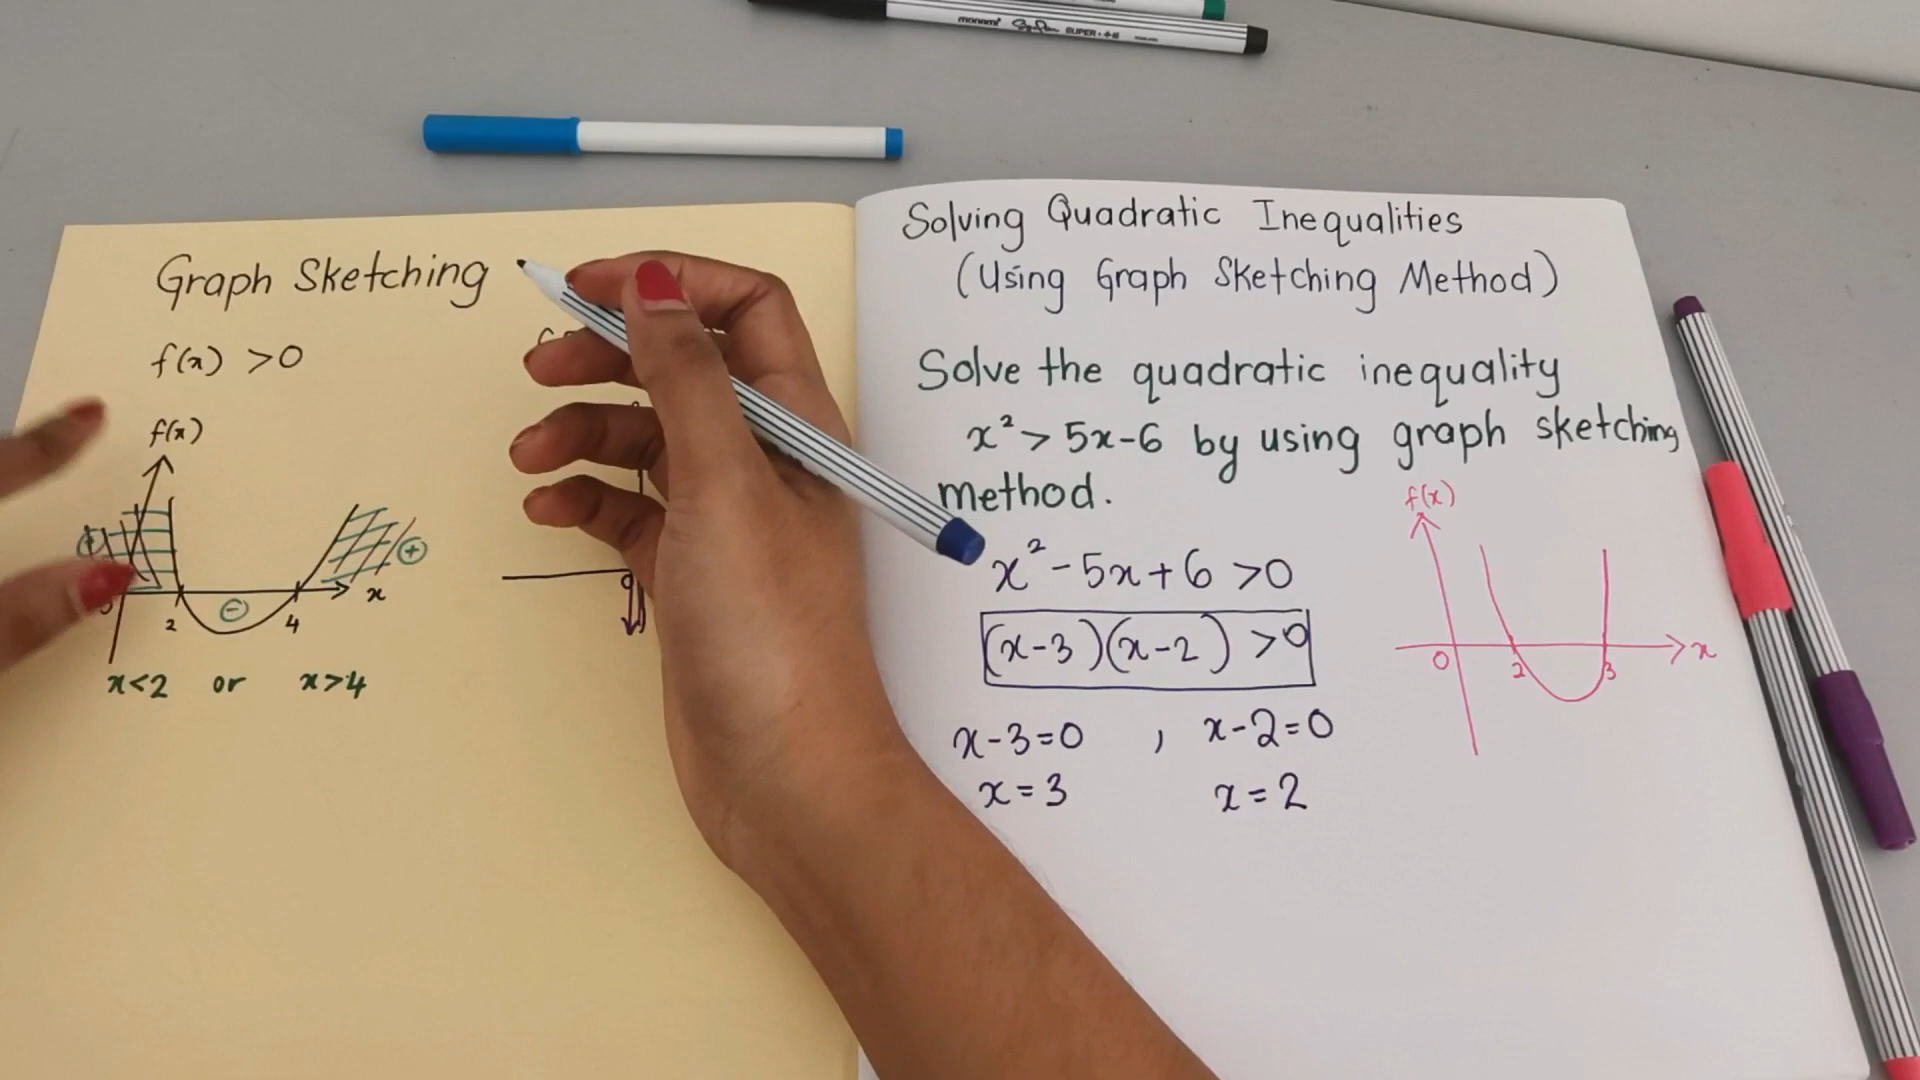 monami SUPER
Graph Sketching
f(x) >0
f(x)
+
+
-
x
2
4
x<2 or x>4
Solving Quadratic Inequalities
(Using Graph Sketching Method)
Solve the quadratic inequality
x² > 5x-6 by using graph sketching
method.
x² - 5x + 6 >0
(x-3)(x-2) >0
x-3=0 , x-2=0
x = 3 x = 2
f(x)
0
2
3
x